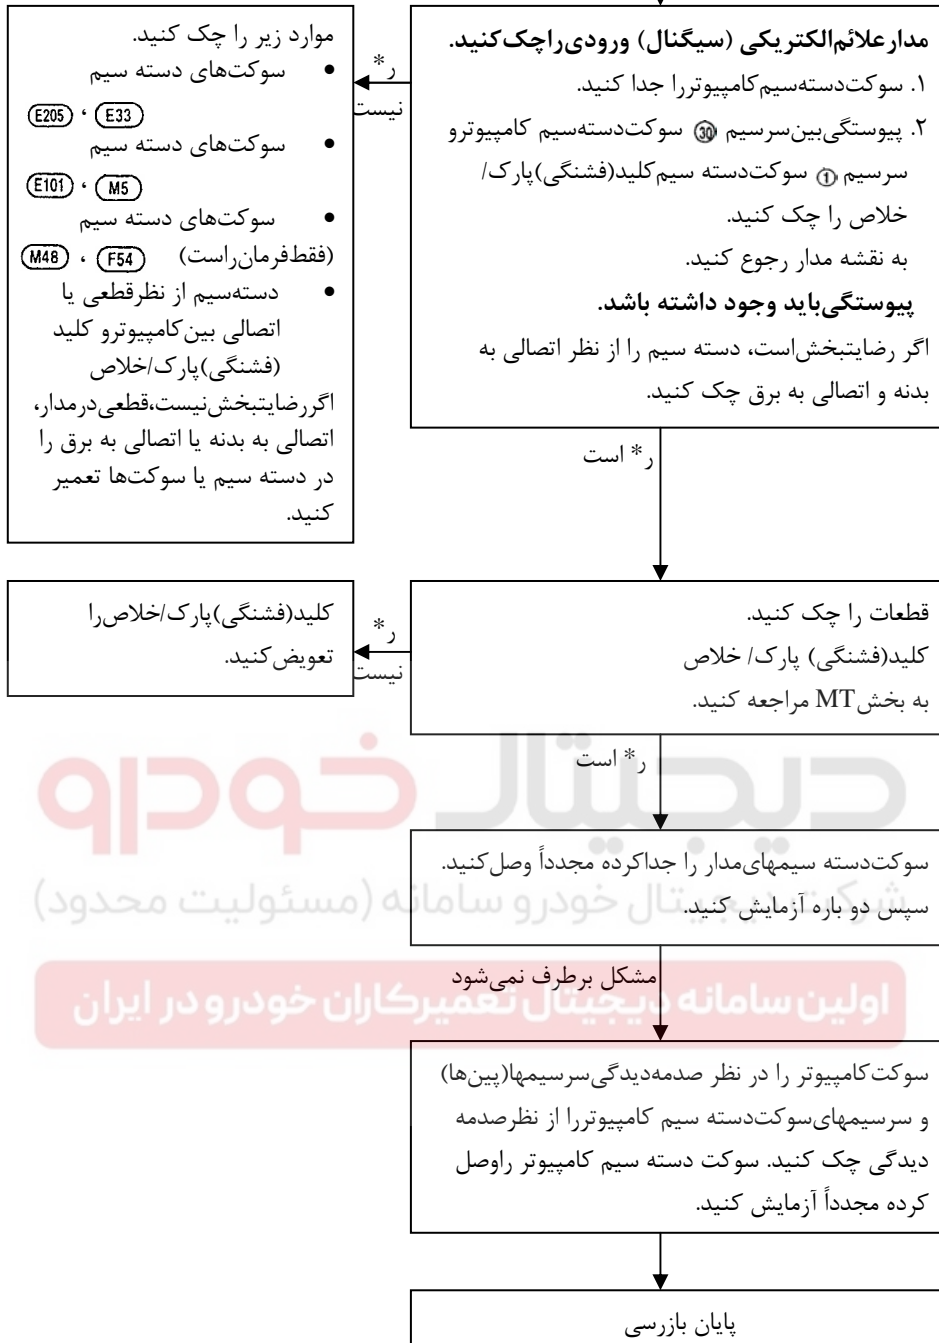 مدارعلائم‌الکتریکی (سیگنال) ورودی‌راچک‌کنید.
۱. سوکت‌دسته‌سیم‌کامپیوتررا جدا کنید.
۲. پیوستگی‌بین‌سرسیم 30 سوکت‌دسته‌سیم کامپیوترو
سرسیم 1 سوکت‌دسته سیم‌کلید(فشنگی)پارک/
خلاص را چک کنید.
به نقشه مدار رجوع کنید.
پیوستگی‌باید وجود داشته باشد.
اگر رضایتبخش‌است، دسته سیم را از نظر اتصالی به
بدنه و اتصالی به برق چک کنید.
ر*
نیست
موارد زیر را چک کنید.
• سوکت‌های دسته سیم
E205 ، E33
• سوکت‌های دسته سیم
E101 ، M5
• سوکت‌های دسته سیم
(فقط‌فرمان‌راست) F54 ، M48
• دسته‌سیم از نظرقطعی یا
اتصالی بین‌کامپیوترو کلید
(فشنگی)پارک/خلاص
اگررضایتبخش‌نیست،قطعی‌درمدار،
اتصالی به بدنه یا اتصالی به برق را
در دسته سیم یا سوکت‌ها تعمیر
کنید.
ر* است
قطعات را چک کنید.
کلید(فشنگی) پارک/ خلاص
به بخش‌MT مراجعه کنید.
ر*
نیست
کلید(فشنگی)پارک/خلاص‌را
تعویض‌کنید.
ر* است
دیجیتال خودرو
سوکت‌دسته سیمهای‌مدار را جداکرده مجدداً وصل‌کنید.
سپس دو باره آزمایش کنید.
شرکت دیجیتال خودرو سامانه (مسئولیت محدود)
مشکل برطرف نمی‌شود
اولین سامانه دیجیتال تعمیرکاران خودرو در ایران
سوکت‌کامپیوتر را در نظر صدمه‌دیدگی‌سرسیمها(پین‌ها)
و سرسیمهای‌سوکت‌دسته سیم کامپیوتررا از نظرصدمه
دیدگی چک کنید. سوکت دسته سیم کامپیوتر راوصل
کرده مجدداً آزمایش کنید.
پایان بازرسی